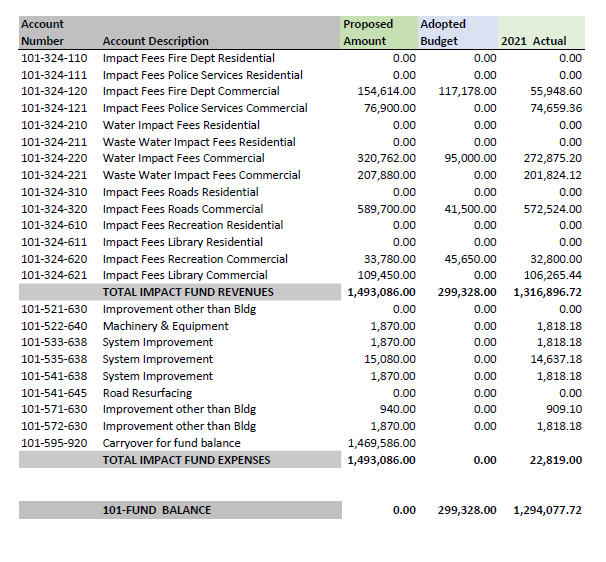 Account Proposed Adopted
Number Account Description Amount Budget 2021 Actual
101-324-110 Impact Fees Fire Dept Residential 0.00 0.00 0.00
101-324-111 Impact Fees Police Services Residential 0.00 0.00 0.00
101-324-120 Impact Fees Fire Dept Commercial 154,614.00 117,178.00 55,948.60
101-324-121 Impact Fees Police Services Commercial 76,900.00 0.00 74,659.36
101-324-210 Water Impact Fees Residential 0.00 0.00 0.00
101-324-211 Waste Water Impact Fees Residential 0.00 0.00 0.00
101-324-220 Water Impact Fees Commercial 320,762.00 95,000.00 272,875.20
101-324-221 Waste Water Impact Fees Commercial 207,880.00 0.00 201,824.12
101-324-310 Impact Fees Roads Residential 0.00 0.00 0.00
101-324-320 Impact Fees Roads Commercial 589,700.00 41,500.00 572,524.00
101-324-610 Impact Fees Recreation Residential 0.00 0.00 0.00
101-324-611 Impact Fees Library Residential 0.00 0.00 0.00
101-324-620 Impact Fees Recreation Commercial 33,780.00 45,650.00 32,800.00
101-324-621 Impact Fees Library Commercial 109,450.00 0.00 106,265.44
TOTAL IMPACT FUND REVENUES 1,493,086.00 299,328.00 1,316,896.72
101-521-630 Improvement other than Bldg 0.00 0.00 0.00
101-522-640 Machinery & Equipment 1,870.00 0.00 1,818.18
101-533-638 System Improvement 1,870.00 0.00 1,818.18
101-535-638 System Improvement 15,080.00 0.00 14,637.18
101-541-638 System Improvement 1,870.00 0.00 1,818.18
101-541-645 Road Resurfacing 0.00 0.00 0.00
101-571-630 Improvement other than Bldg 940.00 0.00 909.10
101-572-630 Improvement other than Bldg 1,870.00 0.00 1,818.18
101-595-920 Carryover for fund balance 1,469,586.00
TOTAL IMPACT FUND EXPENSES 1,493,086.00 0.00 22,819.00
101-FUND BALANCE 0.00 299,328.00 1,294,077.72